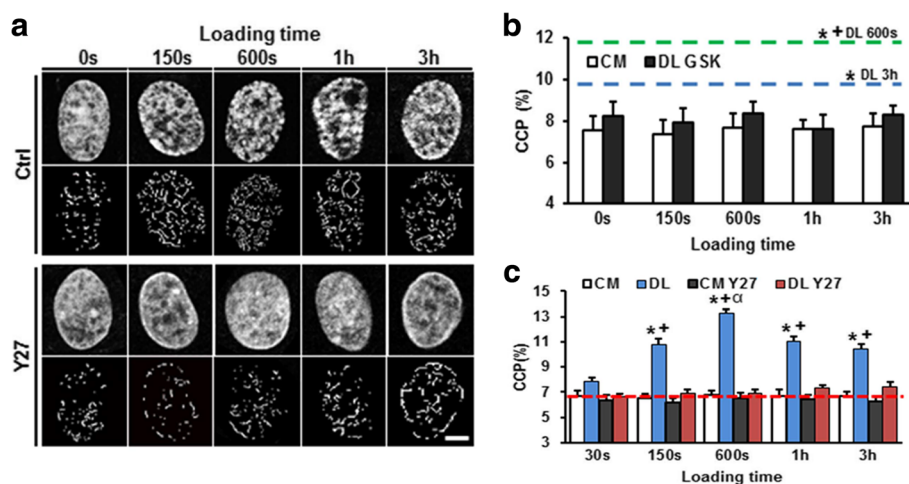 a
Loading time
0s 150s 600s 1h 3h
Ctrl
Y27
b
* + DL 600s
CM DL GSK
* DL 3h
12
10
8
6
4
CCP (%)
0s 150s 600s 1h 3h
Loading time
c
CM DL CM Y27 DL Y27
15
13
11
9
7
5
3
CCP(%)
*+ *+α *+ *+
30s 150s 600s 1h 3h
Loading time